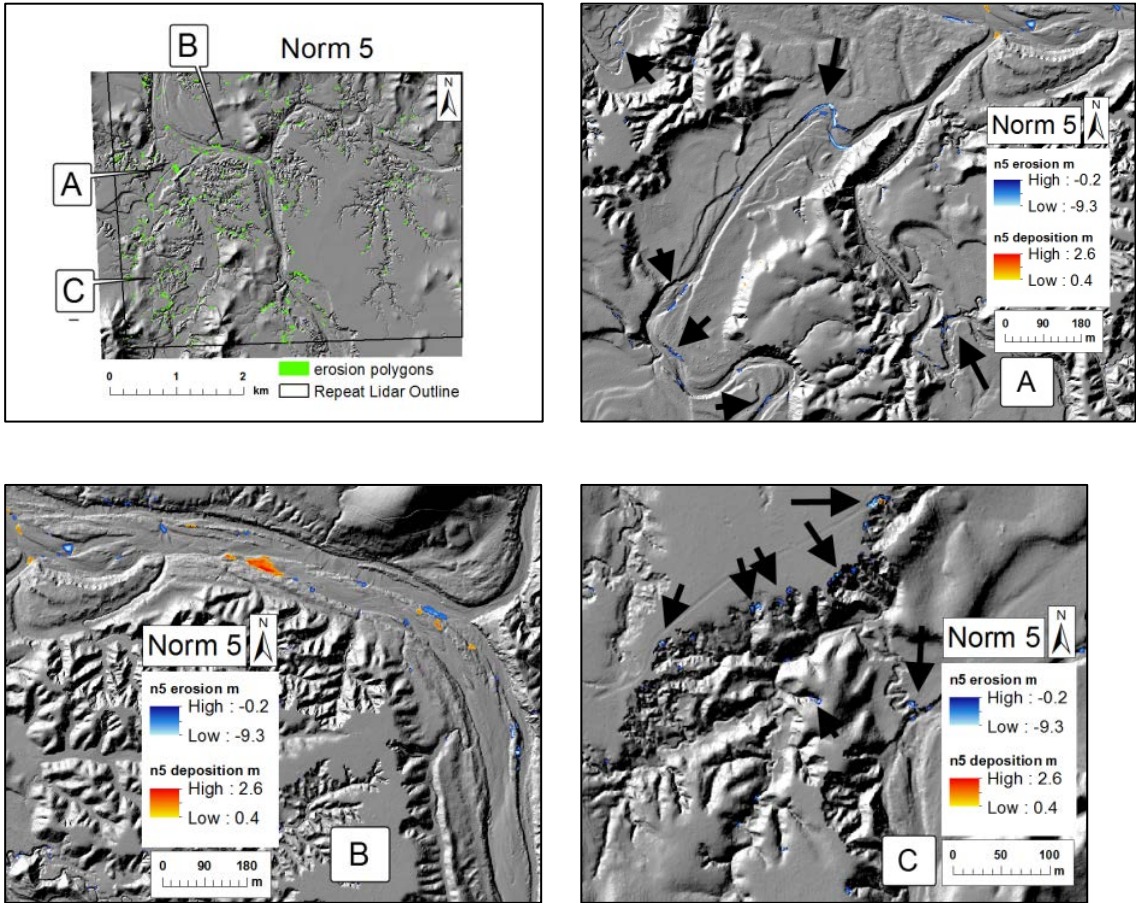 Norm 5
B
A
C
N
erosion polygons
Repeat Lidar Outline
0 1 2
km
Norm 5
N
n5 erosion m
High : -0.2
Low : -9.3
n5 deposition m
High : 2.6
Low : 0.4
0 90 180
m
A
Norm 5
N
n5 erosion m
High : -0.2
Low : -9.3
n5 deposition m
High : 2.6
Low : 0.4
0 90 180
m
B
Norm 5
N
n5 erosion m
High : -0.2
Low : -9.3
n5 deposition m
High : 2.6
Low : 0.4
0 50 100
m
C